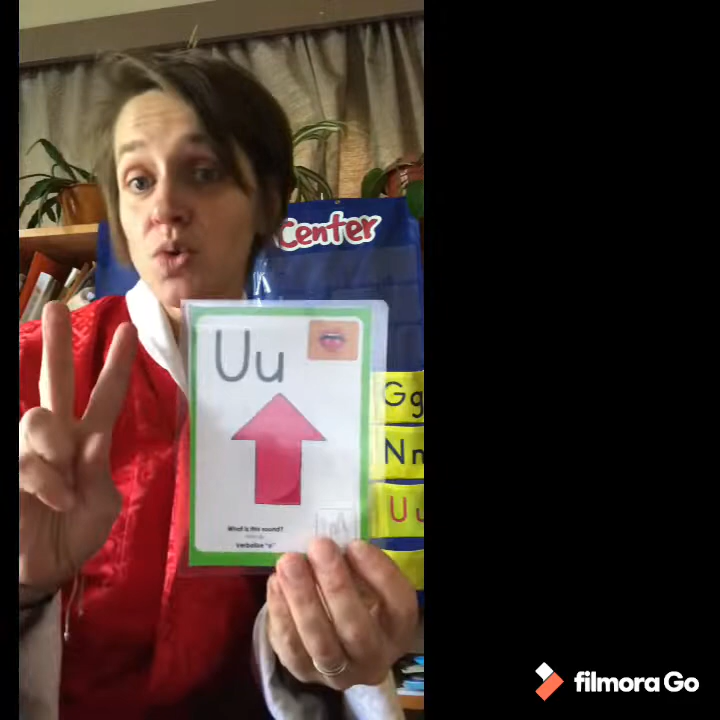 Center
Uu
Gg
Nn
Uu
What is this sound?
Verbalize "u"
filmora Go